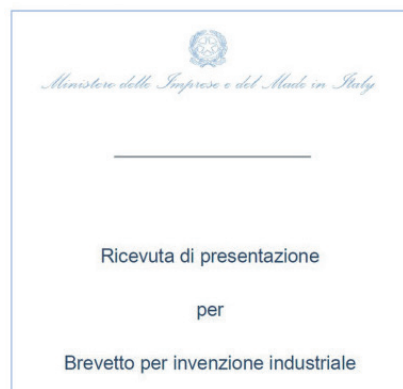 Ministero delle Imprese e del Made in Italy
Ricevuta di presentazione
per
Brevetto per invenzione industriale